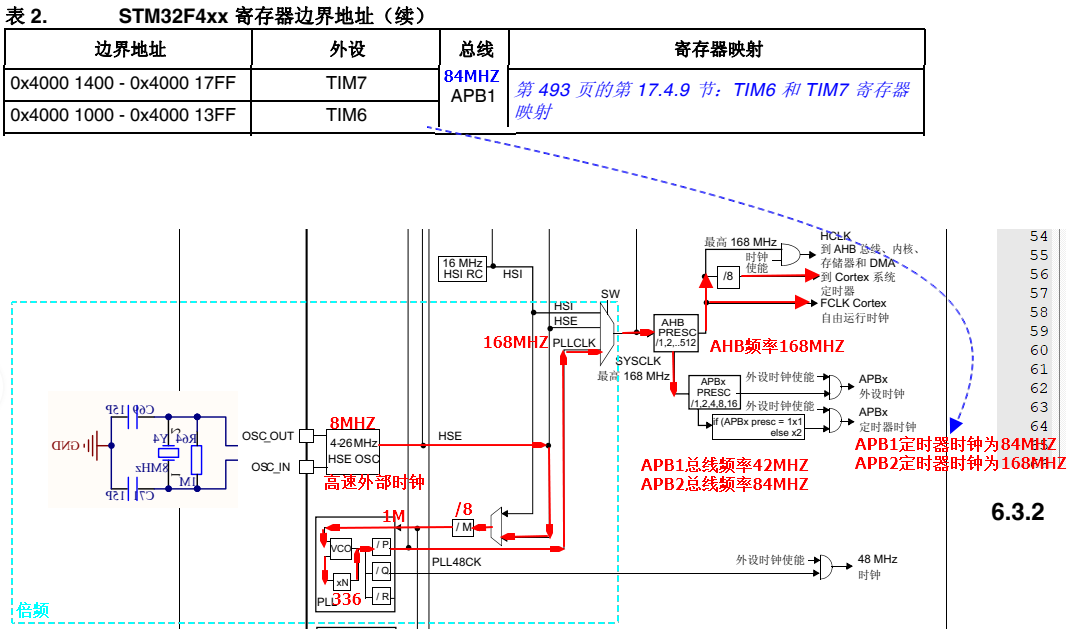 表 2. STM32F4xx 寄存器边界地址（续）
边界地址 外设 总线 寄存器映射
0x4000 1400 - 0x4000 17FF TIM7 84MHZ APB1 第 493 页的第 17.4.9 节：TIM6 和 TIM7 寄存器
映射
0x4000 1000 - 0x4000 13FF TIM6
54
55
56
57
58
59
60
61
62
63
64
HCLK
最高 168 MHz
到 AHB 总线、内核、
存储器和 DMA
时钟
使能
/8
到 Cortex 系统
定时器
FCLK Cortex
自由运行时钟
16 MHz
HSI RC
HSI
SW
HSI
HSE
168MHZ
PLLCLK
AHB
PRESC
/1,2,..512
AHB频率168MHZ
SYSCLK
最高 168 MHz
APBx
PRESC
/1,2,4,8,16
外设时钟使能
APBx
外设时钟
if (APBx presc = 1x1
else x2
外设时钟使能
APBx
定时器时钟
APB1定时器时钟为84MHZ
APB2定时器时钟为168MHZ
APB1总线频率42MHZ
APB2总线频率84MHZ
6.3.2
C69 15P
GND
Y4
8MHz
R64
1M
C71 15P
OSC_OUT
OSC_IN
8MHZ
4-26 MHz
HSE OSC
HSE
高速外部时钟
/8
/ M
1M
VCO
xN
/ P
/ Q
/ R
PLL
336
PLL48CK
外设时钟使能
48 MHz
时钟
倍频